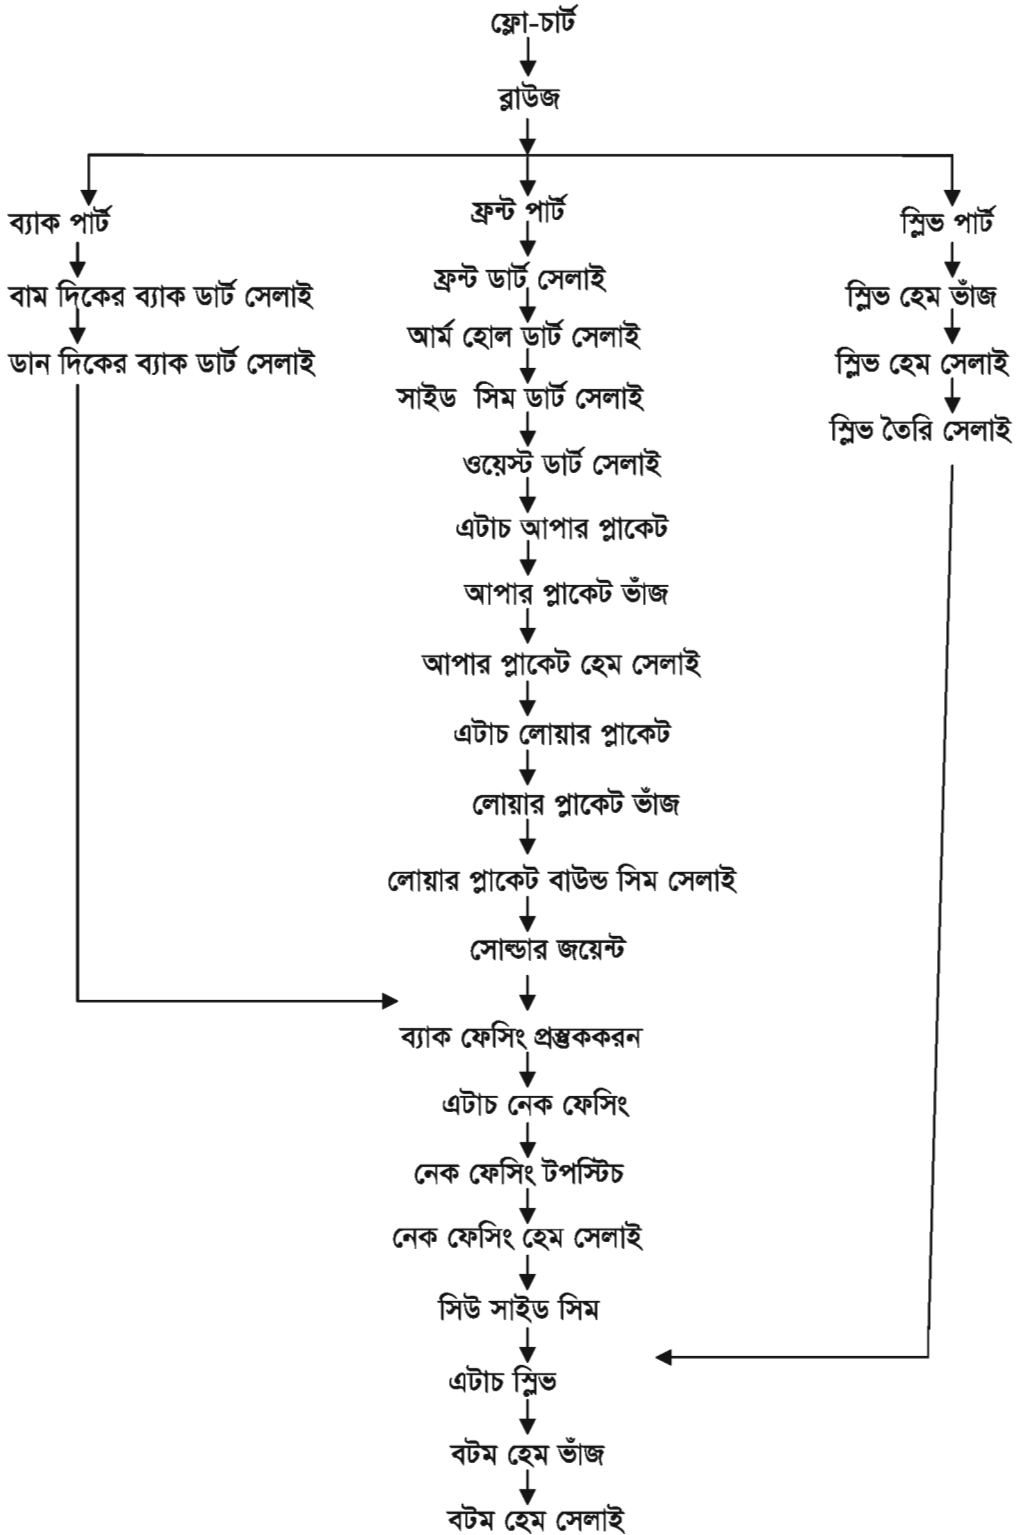 ফ্লো-চার্ট
ব্লাউজ
ব্যাক পার্ট
বাম দিকের ব্যাক ডার্ট সেলাই
ডান দিকের ব্যাক ডার্ট সেলাই
ফ্রন্ট পার্ট
ফ্রন্ট ডার্ট সেলাই
আর্ম হোল ডার্ট সেলাই
সাইড সিম ডার্ট সেলাই
ওয়েস্ট ডার্ট সেলাই
এটাচ আপার প্লাকেট
আপার প্লাকেট ভাঁজ
আপার প্লাকেট হেম সেলাই
এটাচ লোয়ার প্লাকেট
লোয়ার প্লাকেট ভাঁজ
লোয়ার প্লাকেট বাউন্ড সিম সেলাই
সোল্ডার জয়েন্ট
ব্যাক ফেসিং প্রস্তুককরন
এটাচ নেক ফেসিং
নেক ফেসিং টপস্টিচ
নেক ফেসিং হেম সেলাই
সিউ সাইড সিম
এটাচ স্লিভ
বটম হেম ভাঁজ
বটম হেম সেলাই
স্লিভ পার্ট
স্লিভ হেম ভাঁজ
স্লিভ হেম সেলাই
স্লিভ তৈরি সেলাই